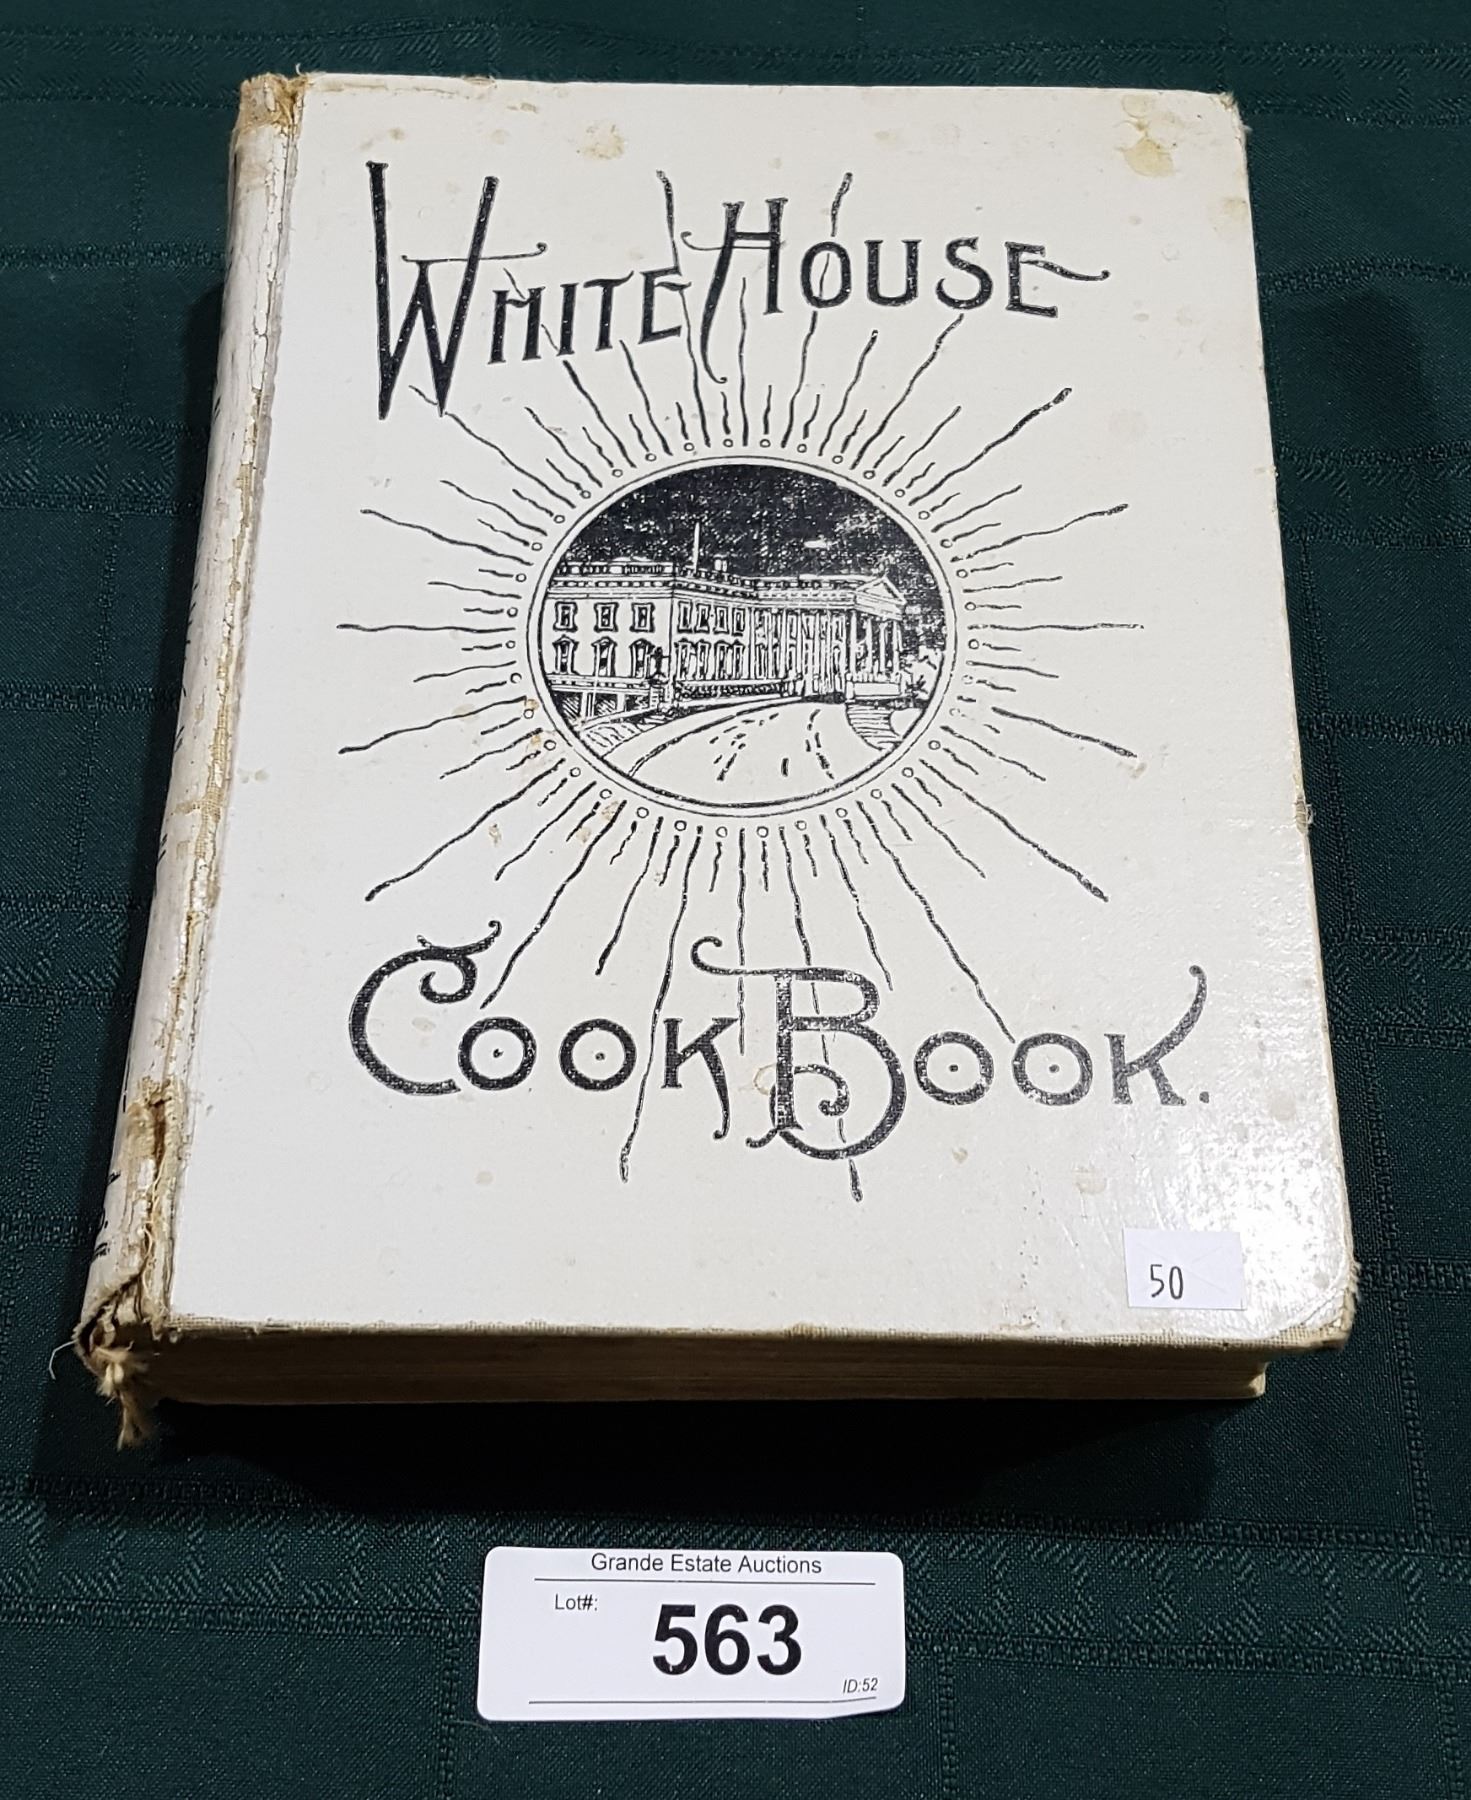 WHITE HOUSE
COOK BOOK.
50
Grande Estate Auctions
Lot#:
563
ID:52